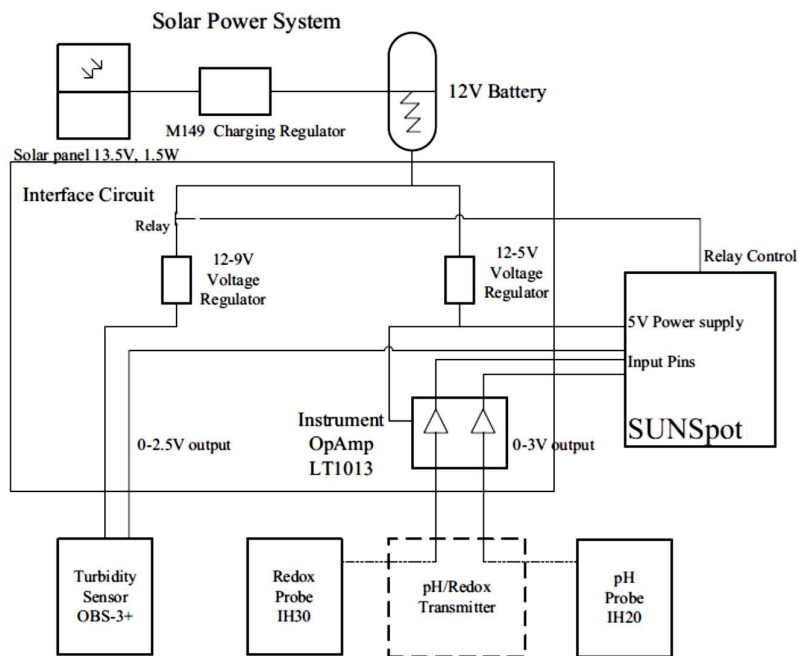 Solar Power System
12V Battery
M149 Charging Regulator
Solar panel 13.5V, 1.5W
Interface Circuit
Relay
Relay Control
12-9V
Voltage
Regulator
12-5V
Voltage
Regulator
5V Power supply
Input Pins
SUNSpot
Instrument
OpAmp
LT1013
0-2.5V output
0-3V output
Turbidity
Sensor
OBS-3+
Redox
Probe
IH30
pH/Redox
Transmitter
pH
Probe
IH20